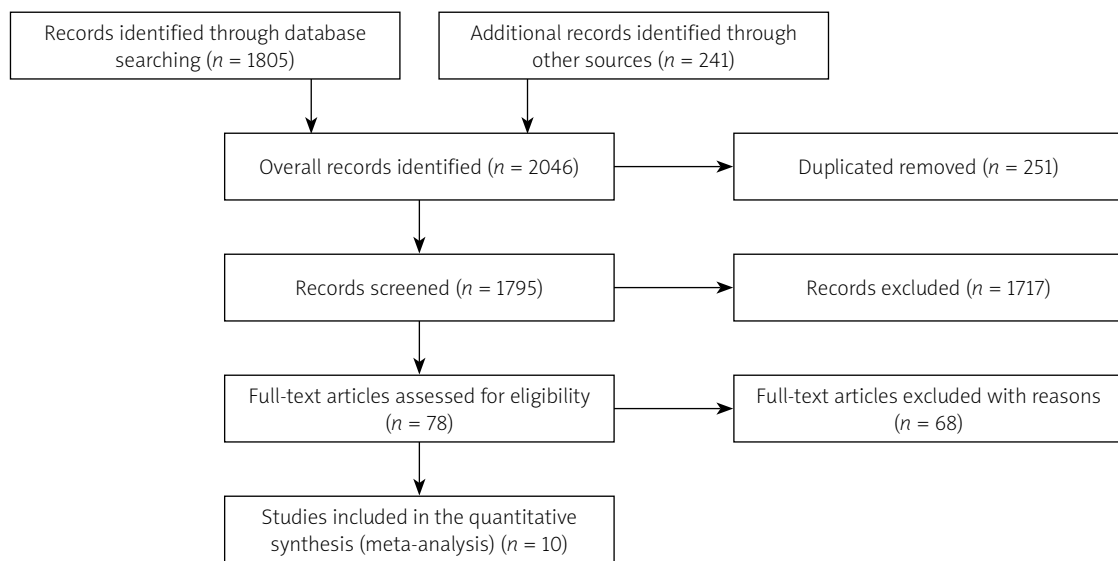 Records identified through database
searching (n = 1805)
Additional records identified through
other sources (n = 241)
Overall records identified (n = 2046)
Duplicated removed (n = 251)
Records screened (n = 1795)
Records excluded (n = 1717)
Full-text articles assessed for eligibility
(n = 78)
Full-text articles excluded with reasons
(n = 68)
Studies included in the quantitative
synthesis (meta-analysis) (n = 10)